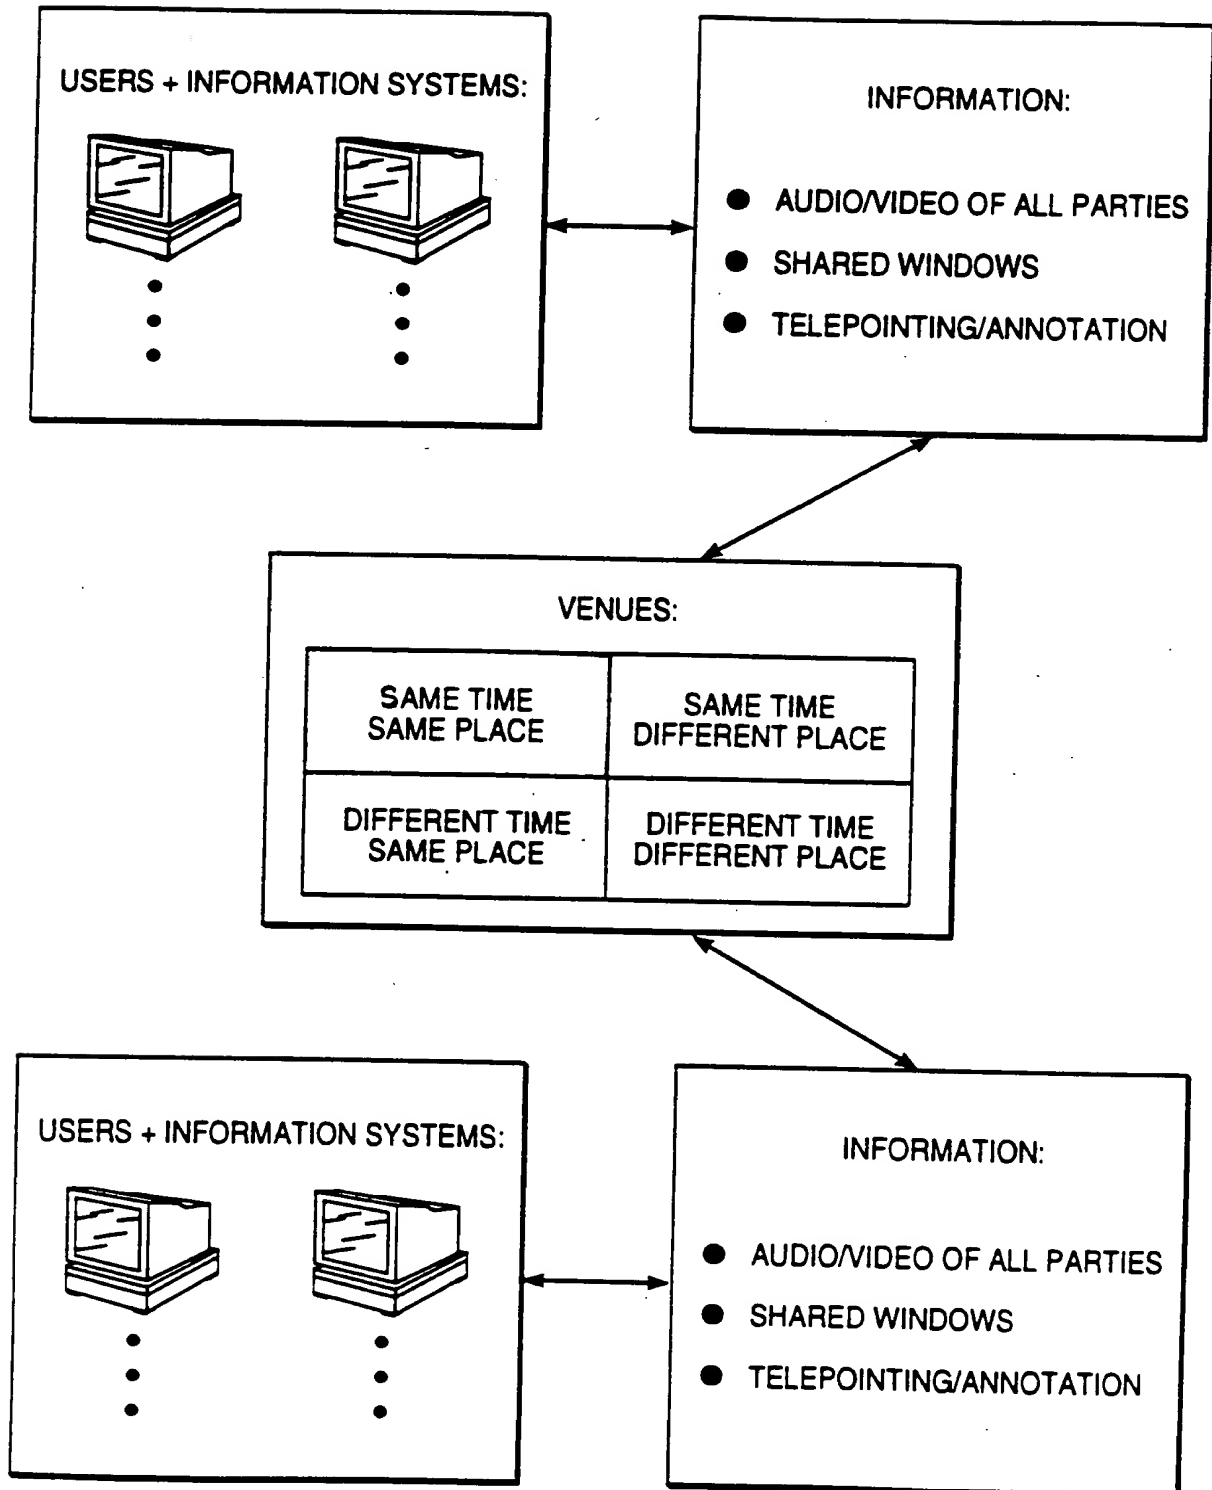 USERS + INFORMATION SYSTEMS:
INFORMATION:
● AUDIO/VIDEO OF ALL PARTIES
● SHARED WINDOWS
● TELEPOINTING/ANNOTATION
VENUES:
SAME TIME
SAME PLACE
SAME TIME
DIFFERENT PLACE
DIFFERENT TIME
SAME PLACE
DIFFERENT TIME
DIFFERENT PLACE
USERS + INFORMATION SYSTEMS:
INFORMATION:
● AUDIO/VIDEO OF ALL PARTIES
● SHARED WINDOWS
● TELEPOINTING/ANNOTATION